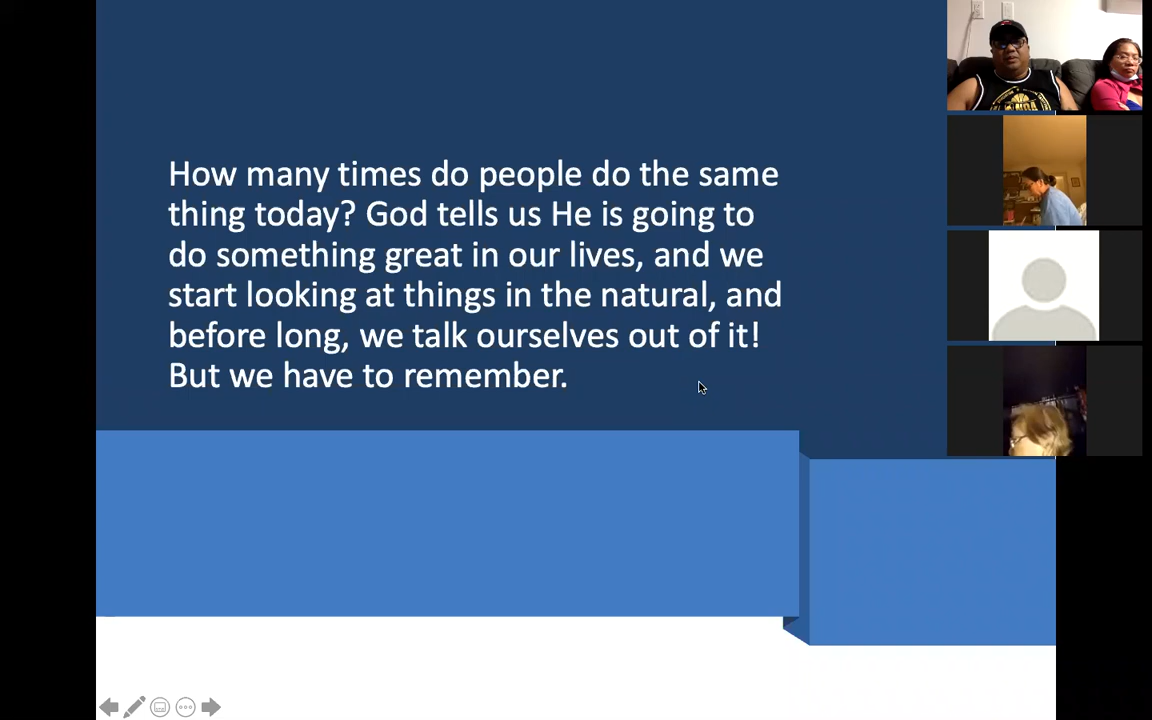 How many times do people do the same
thing today? God tells us He is going to
do something great in our lives, and we
start looking at things in the natural, and
before long, we talk ourselves out of it!
But we have to remember.